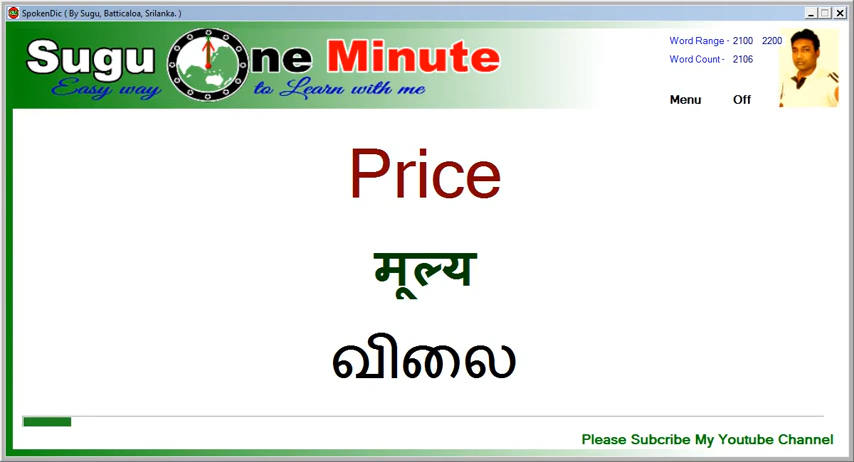 SpokenDic ( By Sugu, Batticaloa, Srilanka. )
Sugu One Minute
Easy way to Learn with me
Word Range - 2100 2200
Word Count - 2106
Menu Off
Price
मूल्य
விலை
Please Subcribe My Youtube Channel